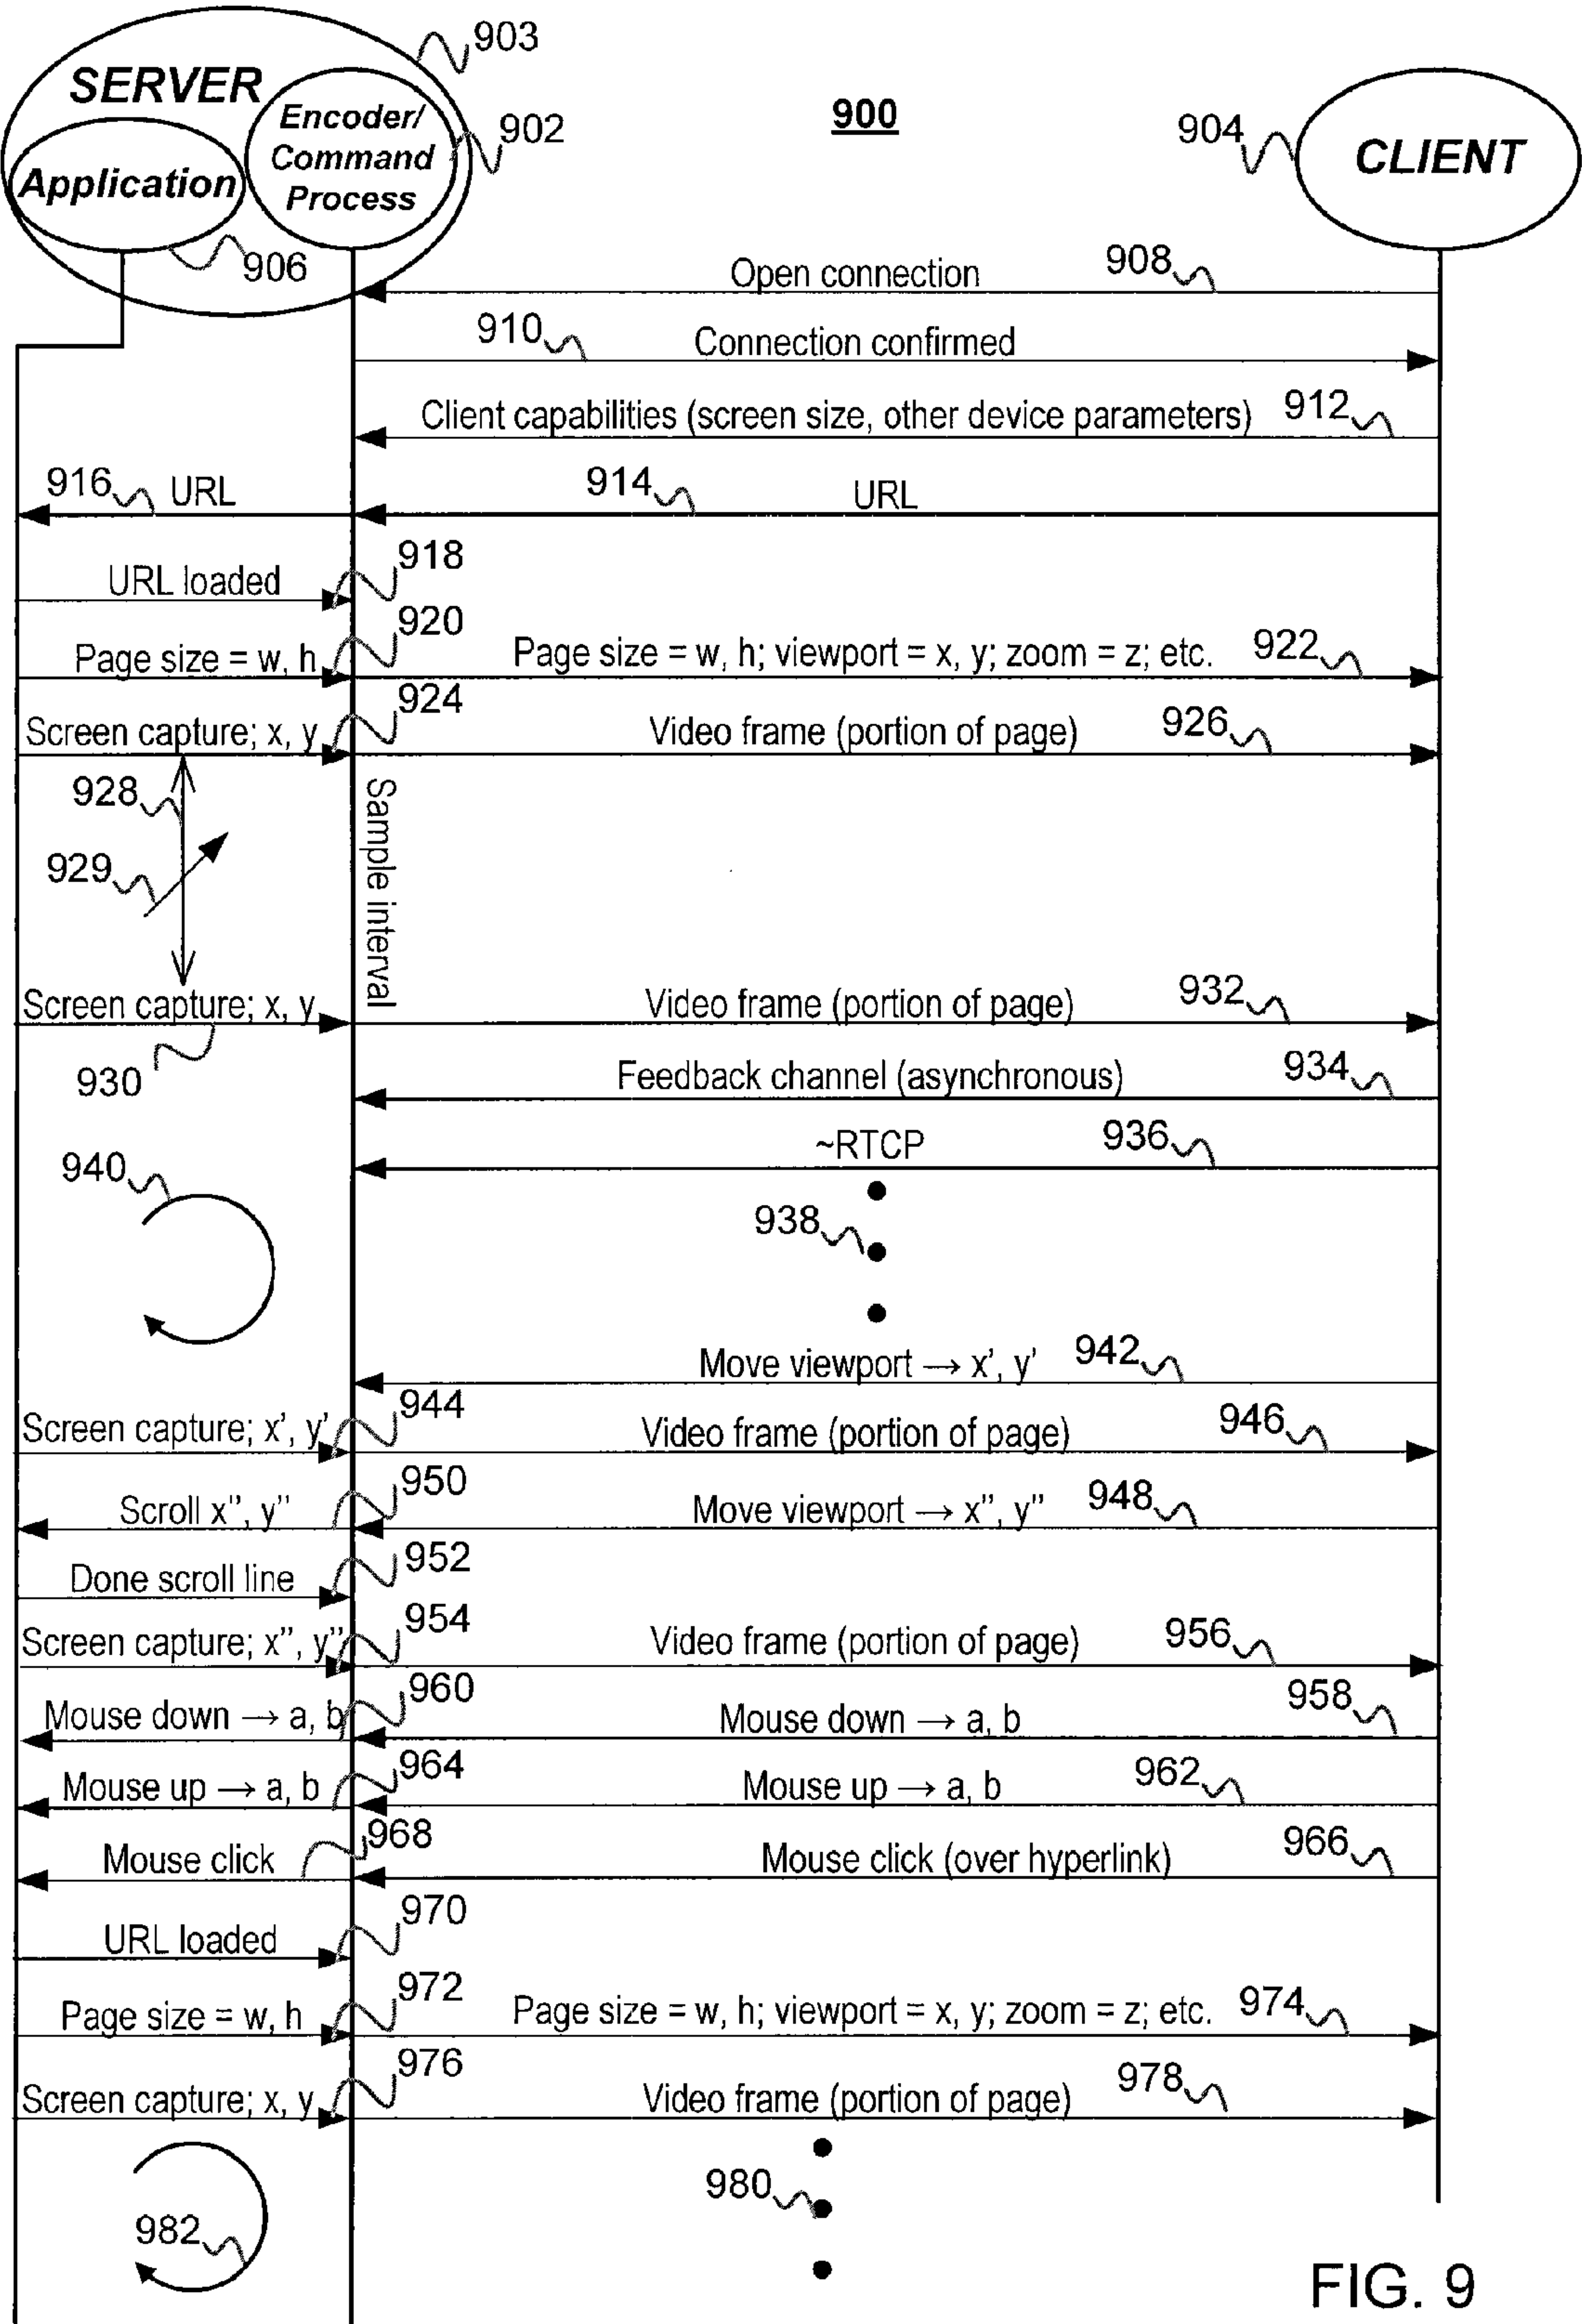 903
SERVER
Encoder/
Command
Process
902
900
904
CLIENT
Application
906
Open connection
908
910
Connection confirmed
Client capabilities (screen size, other device parameters)
912
916
URL
914
URL
918
URL loaded
920
Page size = w, h
Page size = w, h; viewport = x, y; zoom = z; etc.
922
924
Screen capture; x, y
Video frame (portion of page)
926
928
Sample interval
929
Screen capture; x, y
Video frame (portion of page)
932
930
Feedback channel (asynchronous)
934
~RTCP
936
940
938
Move viewport → x', y'
942
944
Screen capture; x', y'
Video frame (portion of page)
946
950
Scroll x'', y''
Move viewport → x'', y''
948
952
Done scroll line
954
Screen capture; x'', y''
Video frame (portion of page)
956
960
Mouse down → a, b
Mouse down → a, b
958
964
Mouse up → a, b
Mouse up → a, b
962
968
Mouse click
Mouse click (over hyperlink)
966
970
URL loaded
972
Page size = w, h
Page size = w, h; viewport = x, y; zoom = z; etc.
974
976
Screen capture; x, y
Video frame (portion of page)
978
980
982
FIG. 9